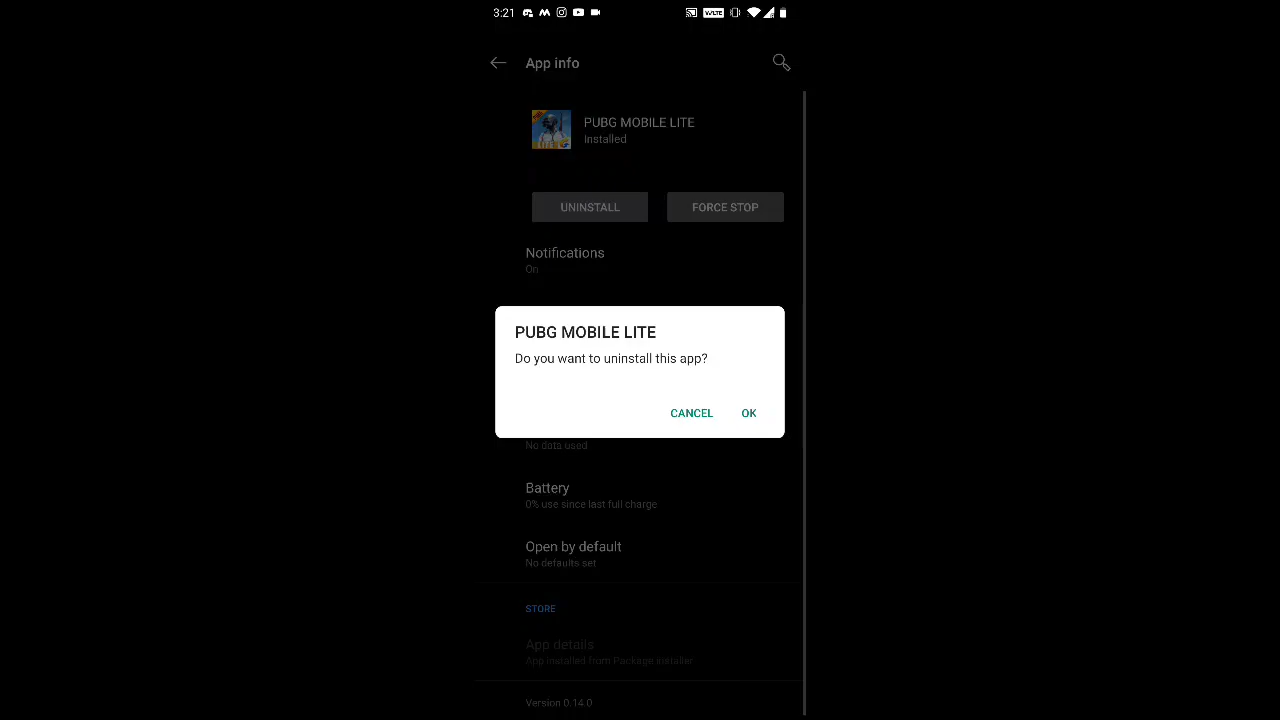 3:21
VoLTE
App info
PUBG MOBILE LITE
Installed
UNINSTALL
FORCE STOP
Notifications
On
PUBG MOBILE LITE
Do you want to uninstall this app?
CANCEL
OK
No data used
Battery
0% use since last full charge
Open by default
No defaults set
STORE
App details
App installed from Package installer
Version 0.14.0